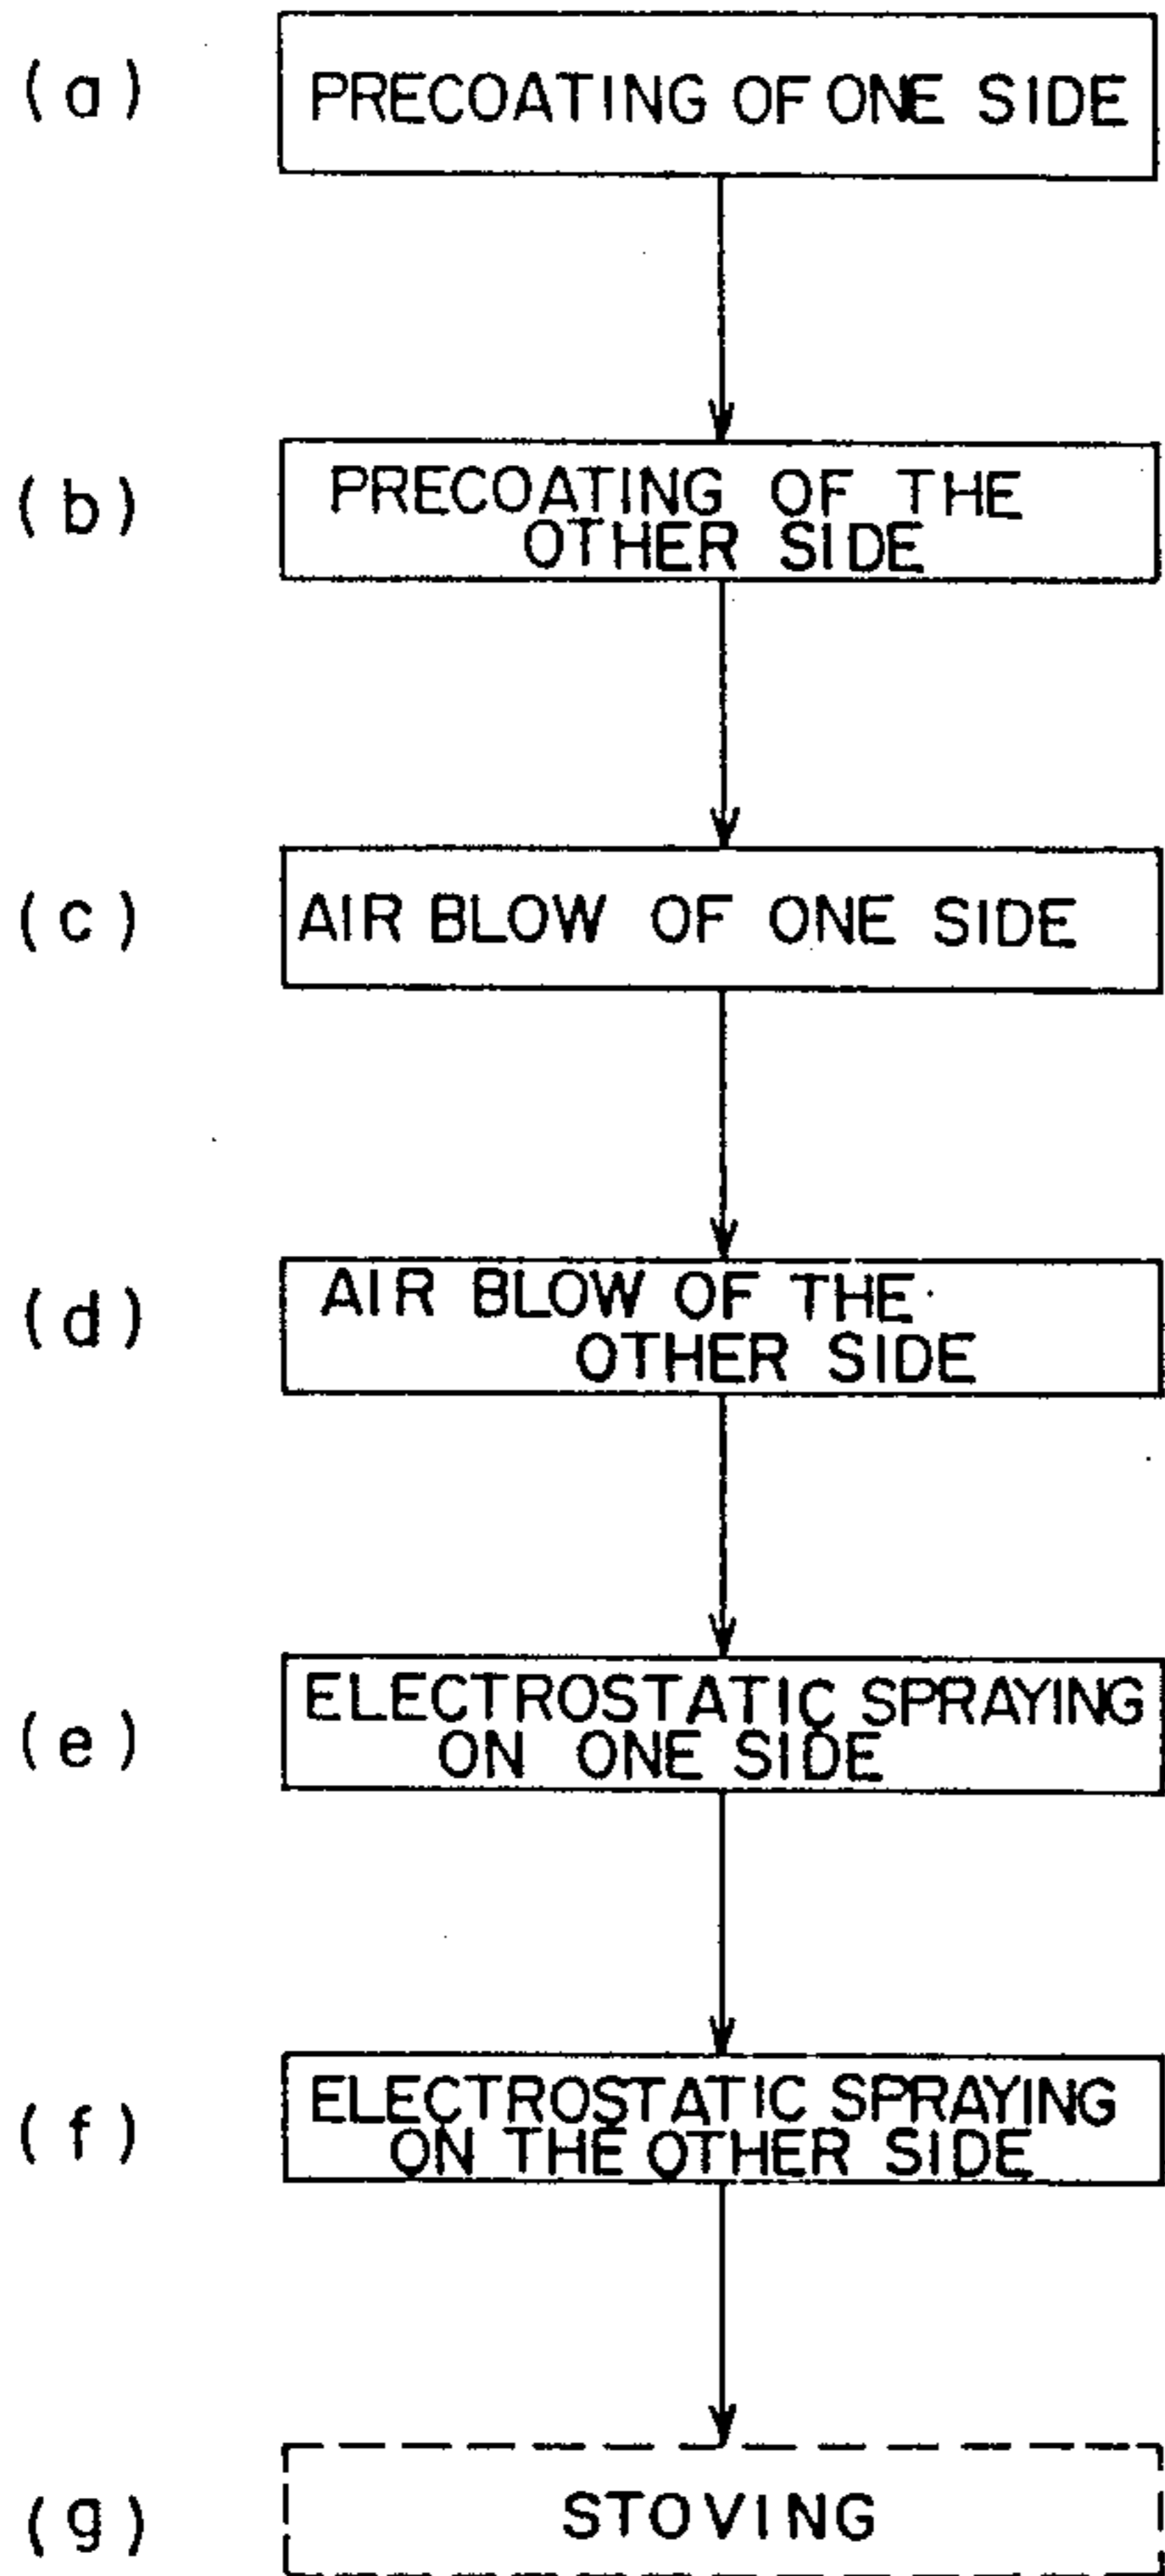 (a) PRECOATING OF ONE SIDE
(b) PRECOATING OF THE
OTHER SIDE
(c) AIR BLOW OF ONE SIDE
(d) AIR BLOW OF THE
OTHER SIDE
(e) ELECTROSTATIC SPRAYING
ON ONE SIDE
(f) ELECTROSTATIC SPRAYING
ON THE OTHER SIDE
(g) STOVING